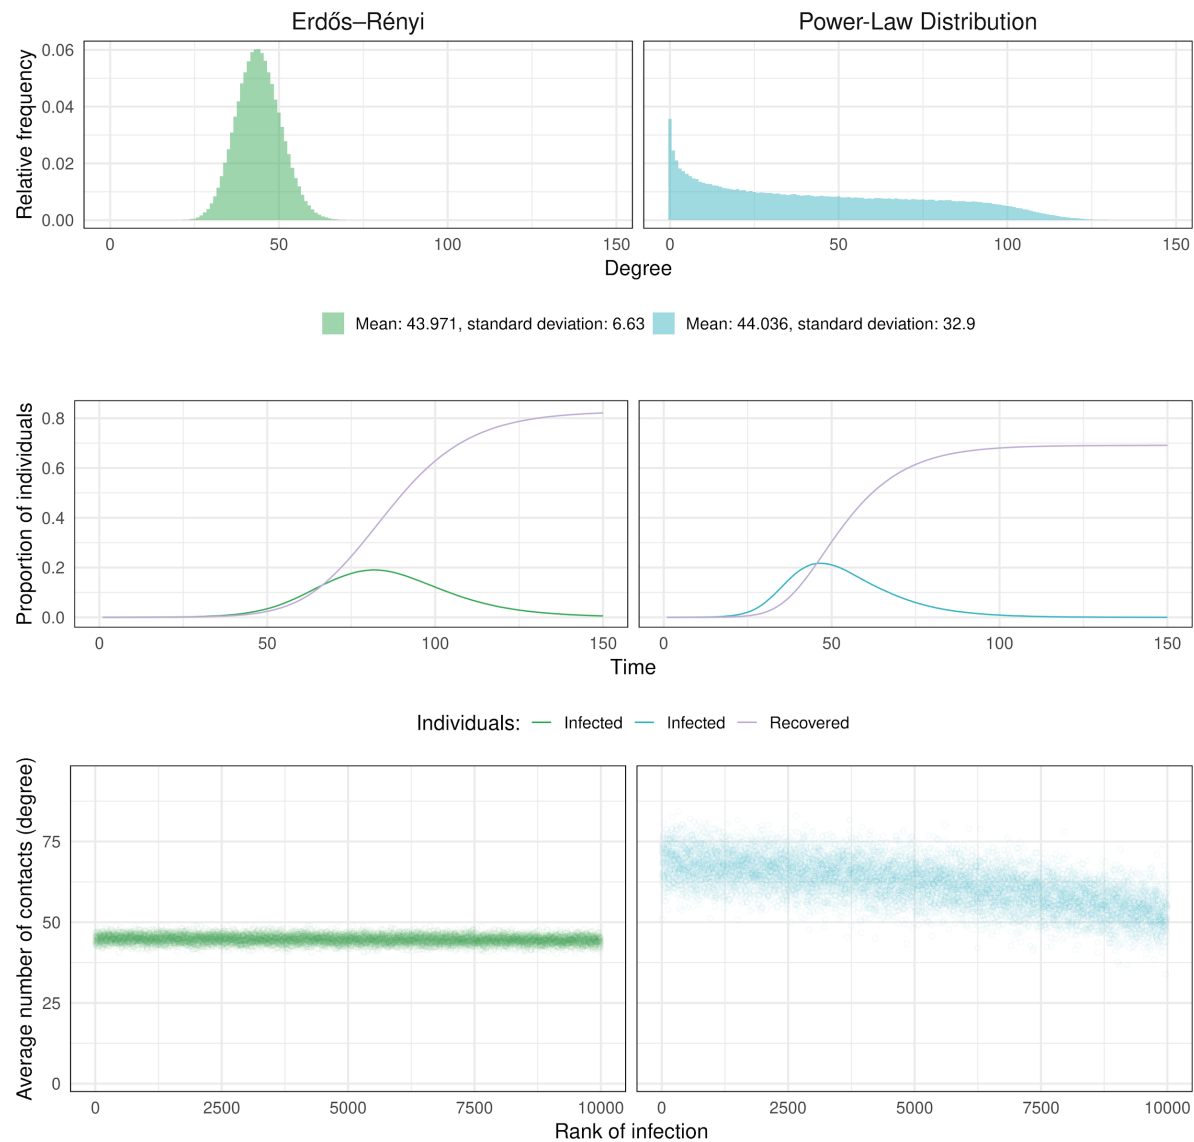 Erdős–Rényi
Power-Law Distribution
Relative frequency
0.06
0.04
0.02
0.00
0 50 100 150
0 50 100 150
Degree
Mean: 43.971, standard deviation: 6.63
Mean: 44.036, standard deviation: 32.9
Proportion of individuals
0.8
0.6
0.4
0.2
0.0
0 50 100 150
0 50 100 150
Time
Individuals: Infected Infected Recovered
Average number of contacts (degree)
75
50
25
0
0 2500 5000 7500 10000
0 2500 5000 7500 10000
Rank of infection